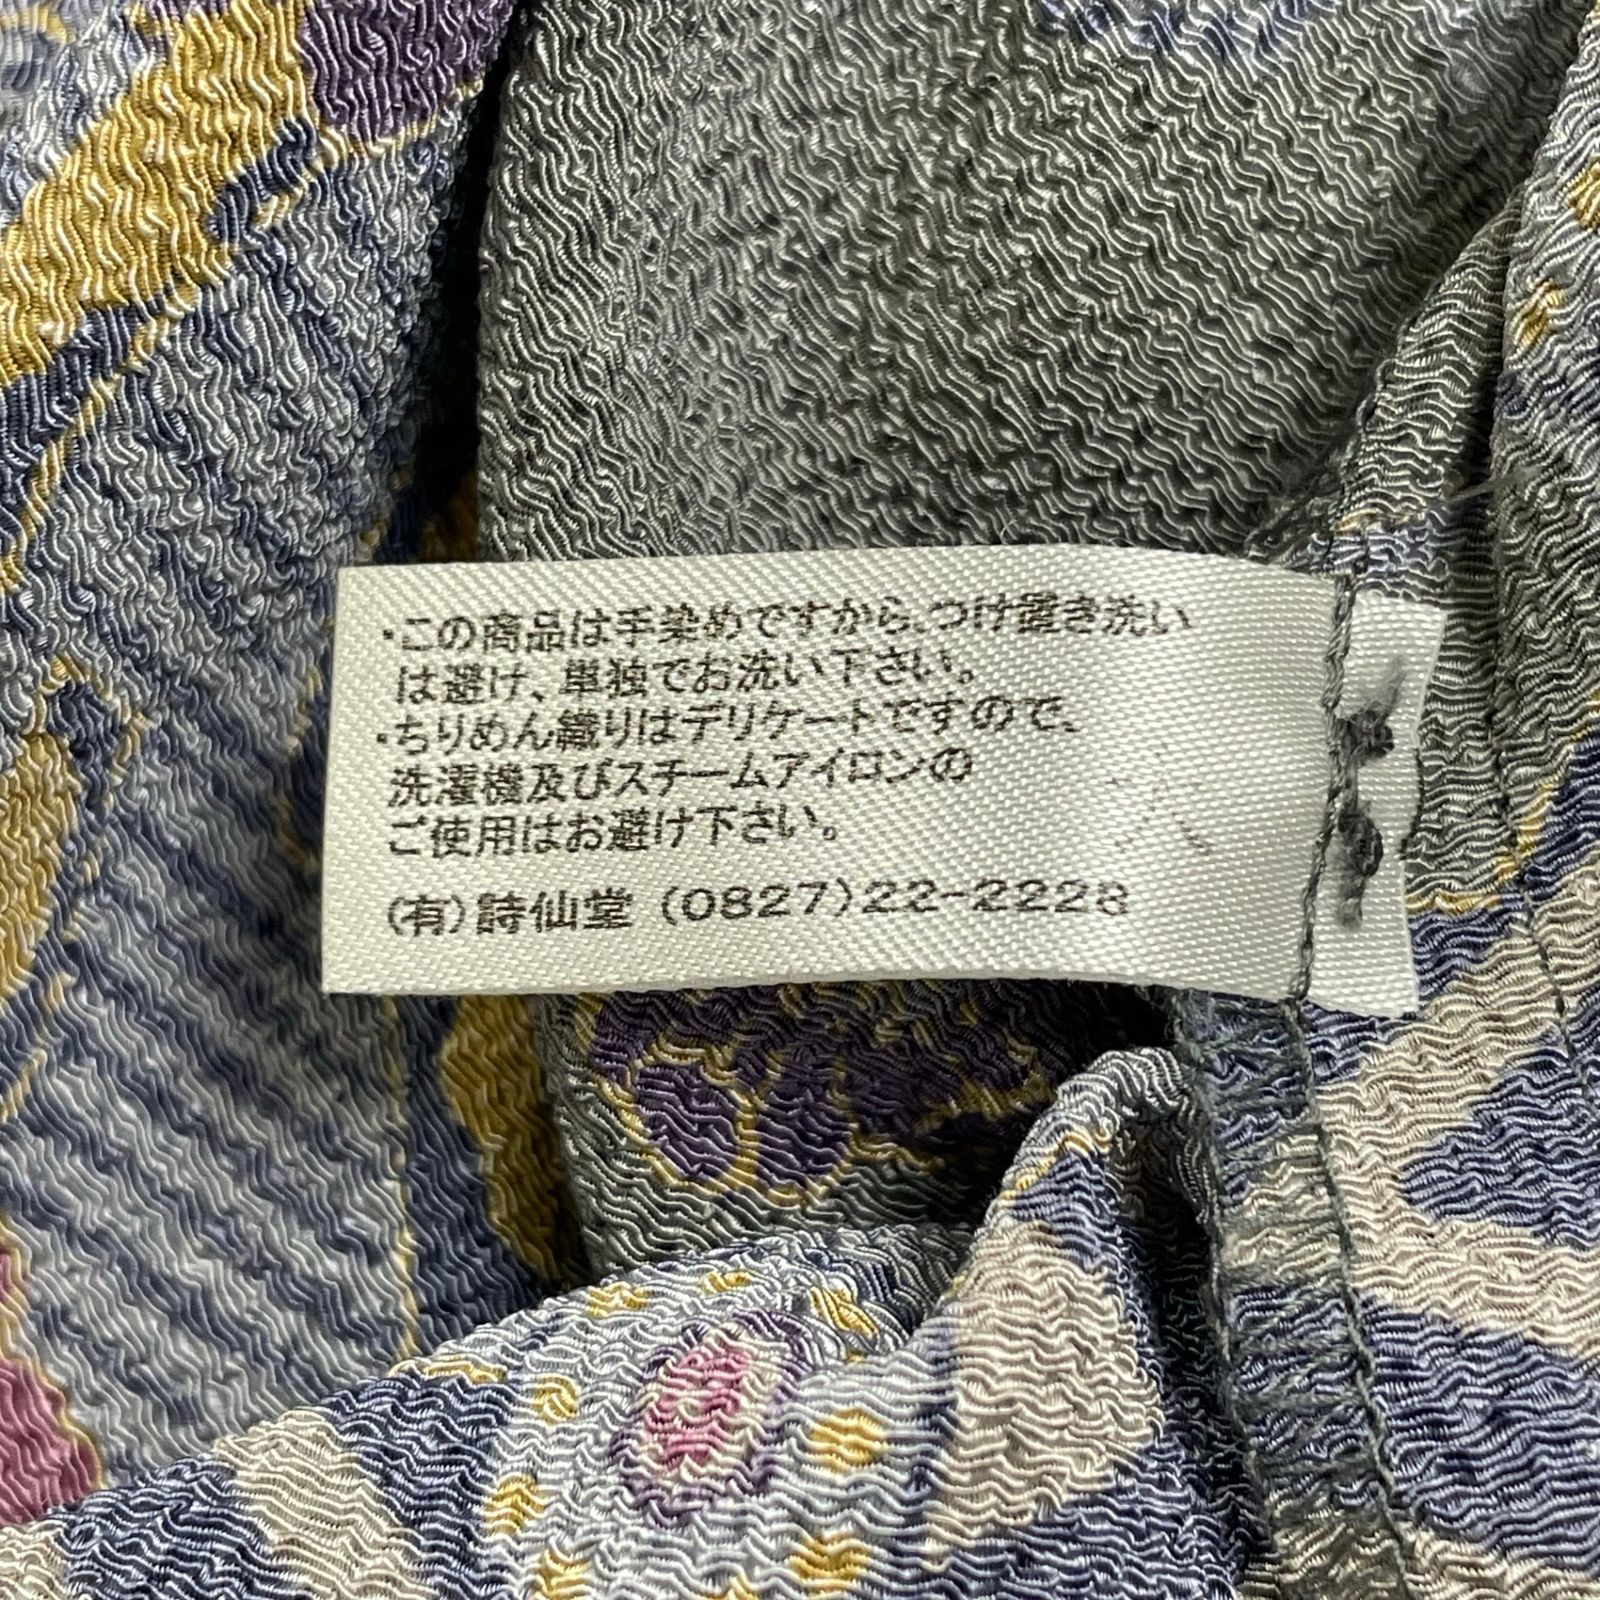 ・この商品は手染めですから、つけ置き洗い
は避け、単独でお洗い下さい。
・ちりめん織りはデリケートですので、
洗濯機及びスチームアイロンの
ご使用はお避け下さい。
(有)詩仙堂 (0827)22-2228